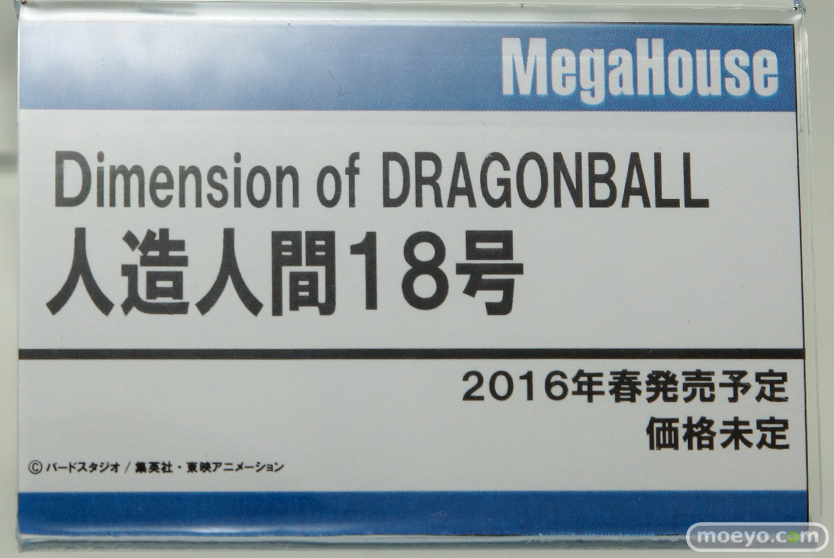 MegaHouse
Dimension of DRAGONBALL
人造人間18号
2016年春発売予定
価格未定
©バードスタジオ / 集英社・東映アニメーション
moeyo.com